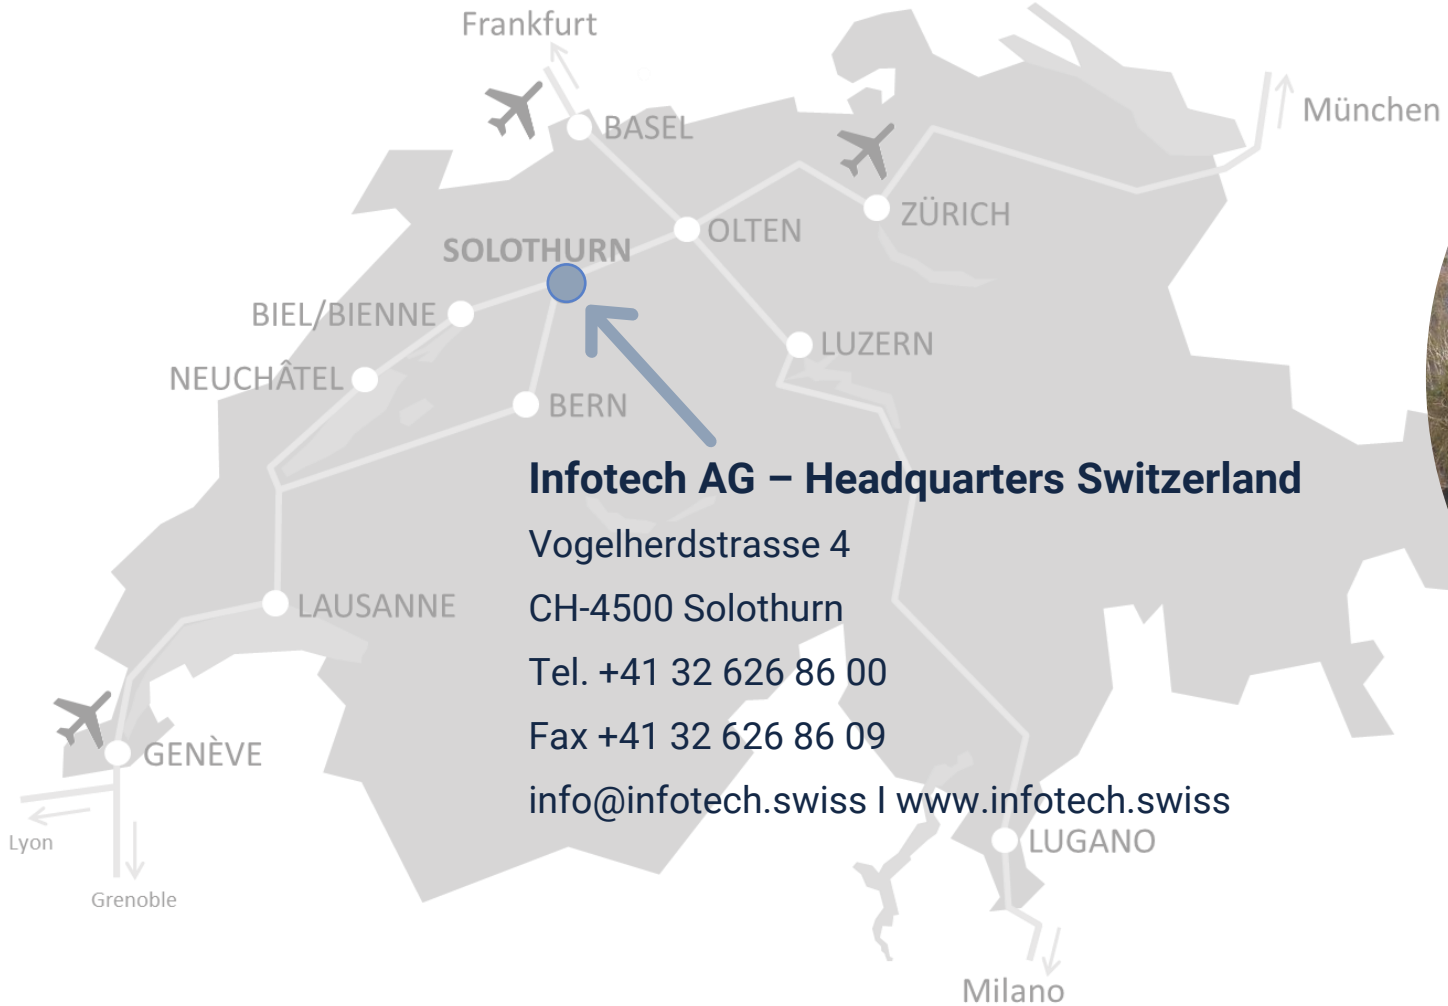 Frankfurt
München
BASEL
ZÜRICH
OLTEN
SOLOTHURN
BIEL/BIENNE
LUZERN
NEUCHÂTEL
BERN
Infotech AG – Headquarters Switzerland
Vogelherdstrasse 4
CH-4500 Solothurn
LAUSANNE
Tel. +41 32 626 86 00
Fax +41 32 626 86 09
GENÈVE
info@infotech.swiss I www.infotech.swiss
Lyon
LUGANO
Grenoble
Milano